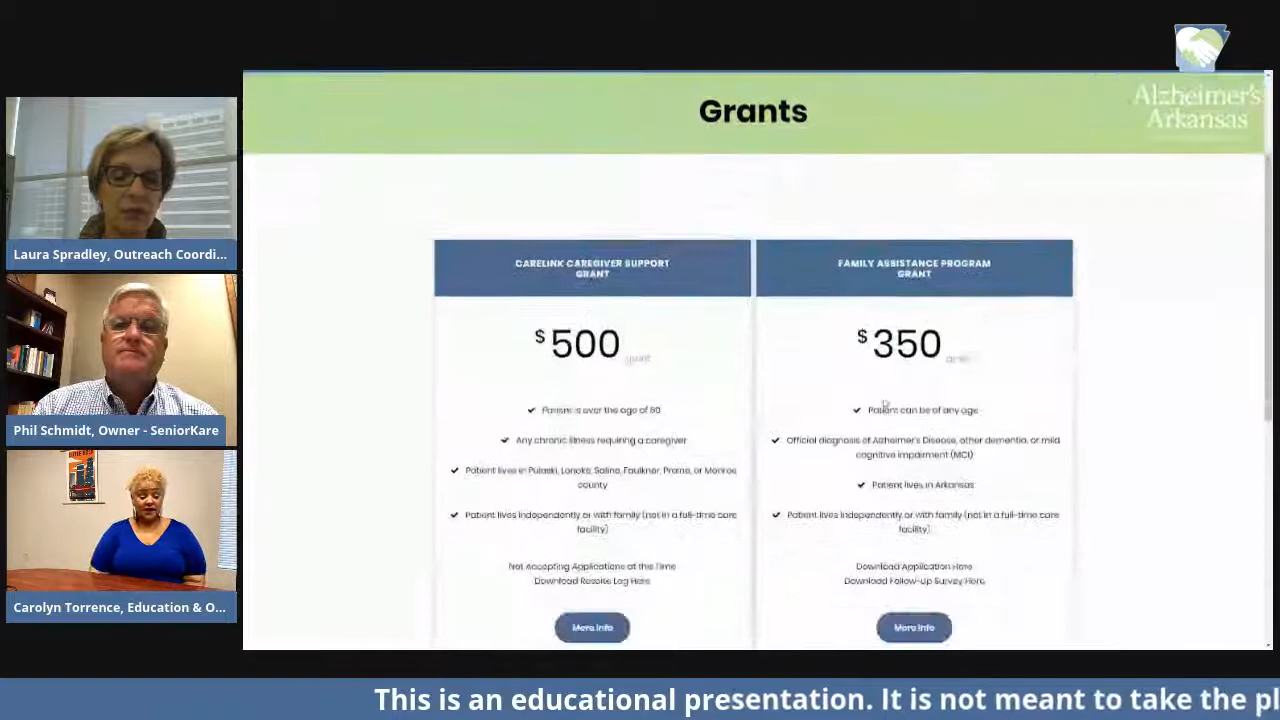 Grants
Alzheimer's
Arkansas
Laura Spradley, Outreach Coordi...
Phil Schmidt, Owner - SeniorKare
Carolyn Torrence, Education & O...
CARELINK CAREGIVER SUPPORT
GRANT
$500 grant
Patient is over the age of 60
Any chronic illness requiring a caregiver
Patient lives in Pulaski, Lonoke, Saline, Faulkner, Prairie, or Monroe
county
Patient lives independently or with family (not in a full-time care
facility)
Not Accepting Applications at this Time
Download Respite Log Here
More Info
FAMILY ASSISTANCE PROGRAM
GRANT
$350 grant
Patient can be of any age
Official diagnosis of Alzheimer's Disease, other dementia, or mild
cognitive impairment (MCI)
Patient lives in Arkansas
Patient lives independently or with family (not in a full-time care
facility)
Download Application Here
Download Follow-up Survey Here
More Info
This is an educational presentation. It is not meant to take the pl